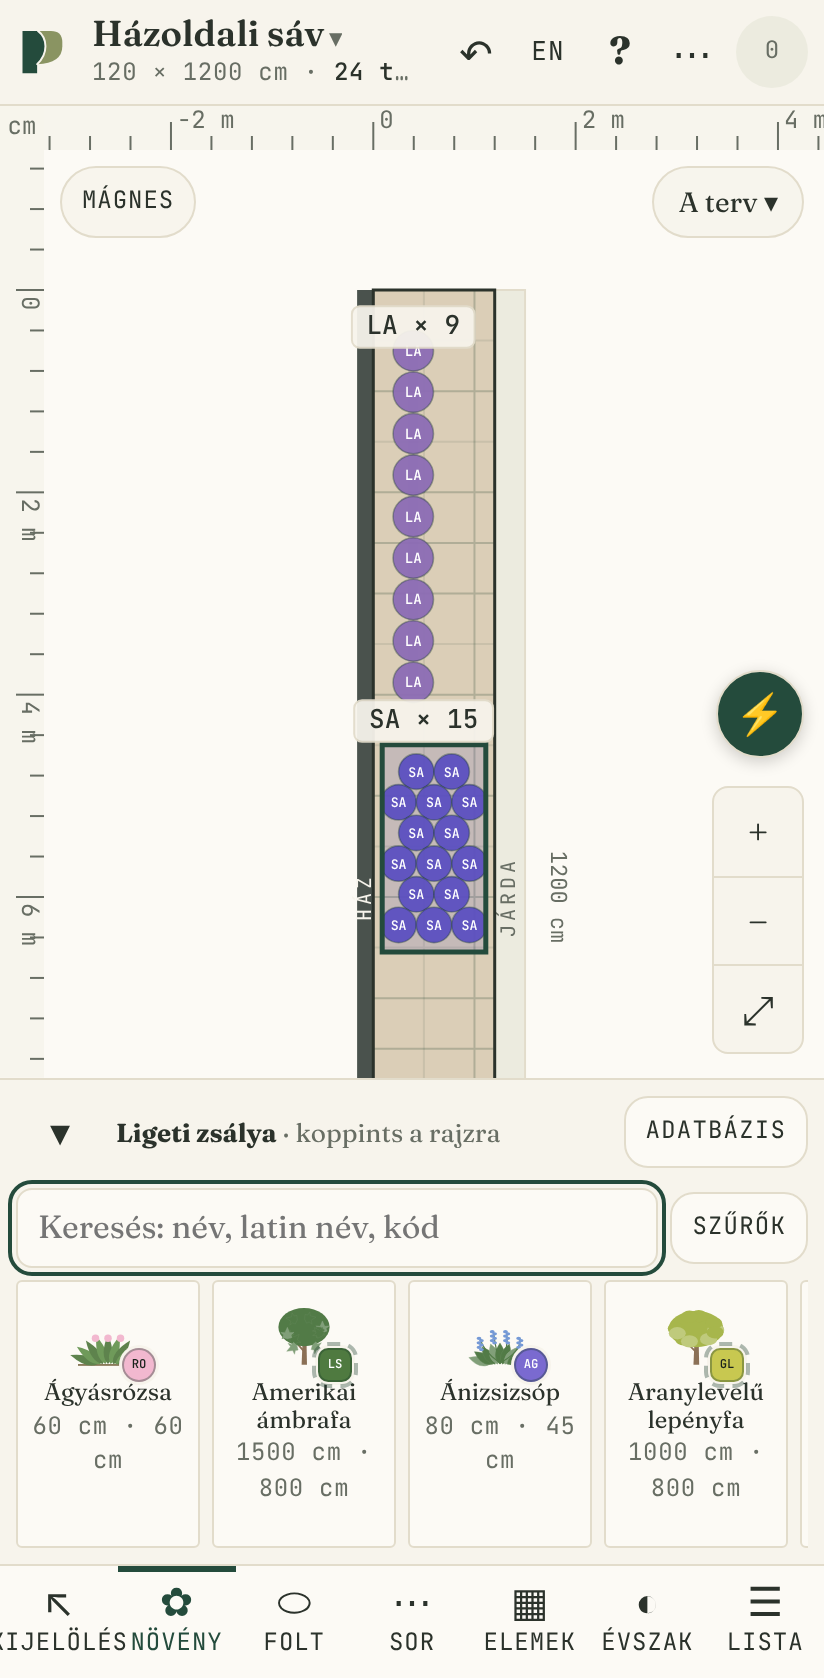 Házoldali sáv ▾
120 × 1200 cm · 24 t…
EN
?
…
0
cm
-2 m
0
2 m
4 m
MÁGNES
A terv ▾
0
2 m
4 m
6 m
LA × 9
LA
LA
LA
LA
LA
LA
LA
LA
LA
SA × 15
SA SA
SA SA SA
SA SA
SA SA SA
SA SA
SA SA SA
HÁZ
JÁRDA
1200 cm
+
−
▼ Ligeti zsálya · koppints a rajzra
ADATBÁZIS
Keresés: név, latin név, kód
SZŰRŐK
RO
Ágyásrózsa
60 cm · 60
cm
LS
Amerikai
ámbrafa
1500 cm ·
800 cm
AG
Ánizsizsóp
80 cm · 45
cm
GL
Aranylevelű
lepényfa
1000 cm ·
800 cm
KIJELÖLÉS
NÖVÉNY
FOLT
SOR
ELEMEK
ÉVSZAK
LISTA